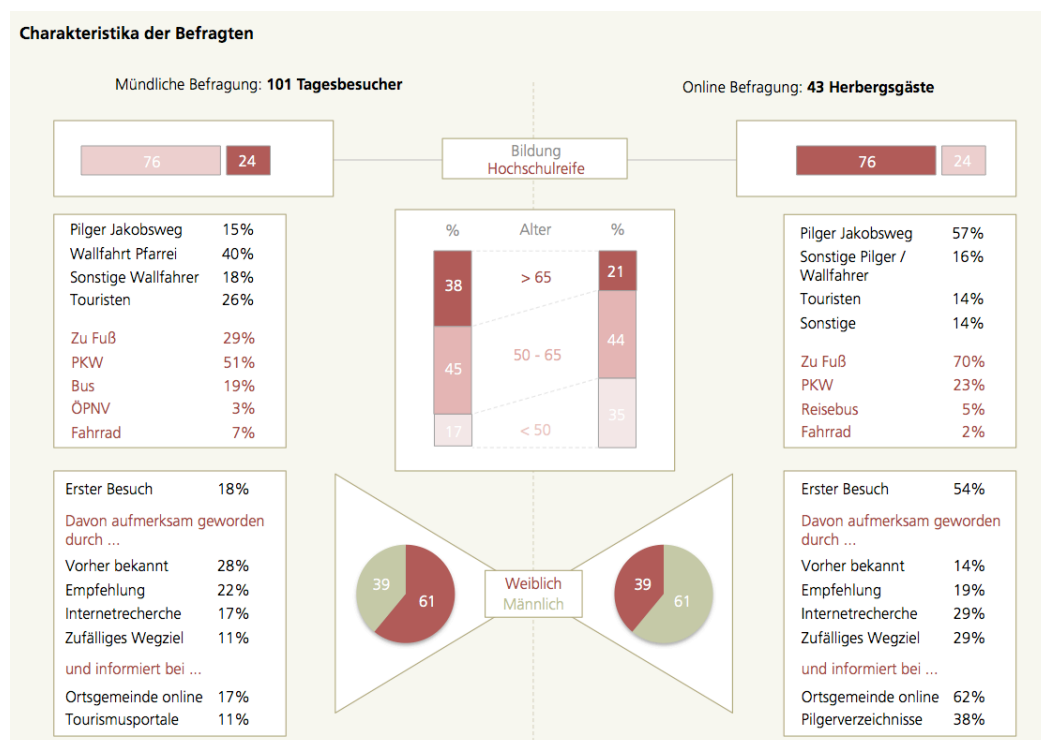 Charakteristika der Befragten
Mündliche Befragung: 101 Tagesbesucher
Online Befragung: 43 Herbergsgäste
76 24
Bildung
Hochschulreife
76 24
Pilger Jakobsweg 15%
Wallfahrt Pfarrei 40%
Sonstige Wallfahrer 18%
Touristen 26%
Zu Fuß 29%
PKW 51%
Bus 19%
ÖPNV 3%
Fahrrad 7%
% Alter %
38 > 65 21
45 50 - 65 44
17 < 50 35
Pilger Jakobsweg 57%
Sonstige Pilger / 16%
Wallfahrer
Touristen 14%
Sonstige 14%
Zu Fuß 70%
PKW 23%
Reisebus 5%
Fahrrad 2%
Erster Besuch 18%
Davon aufmerksam geworden
durch ...
Vorher bekannt 28%
Empfehlung 22%
Internetrecherche 17%
Zufälliges Wegziel 11%
und informiert bei ...
Ortsgemeinde online 17%
Tourismusportale 11%
39 61
Weiblich
Männlich
39 61
Erster Besuch 54%
Davon aufmerksam geworden
durch ...
Vorher bekannt 14%
Empfehlung 19%
Internetrecherche 29%
Zufälliges Wegziel 29%
und informiert bei ...
Ortsgemeinde online 62%
Pilgerverzeichnisse 38%